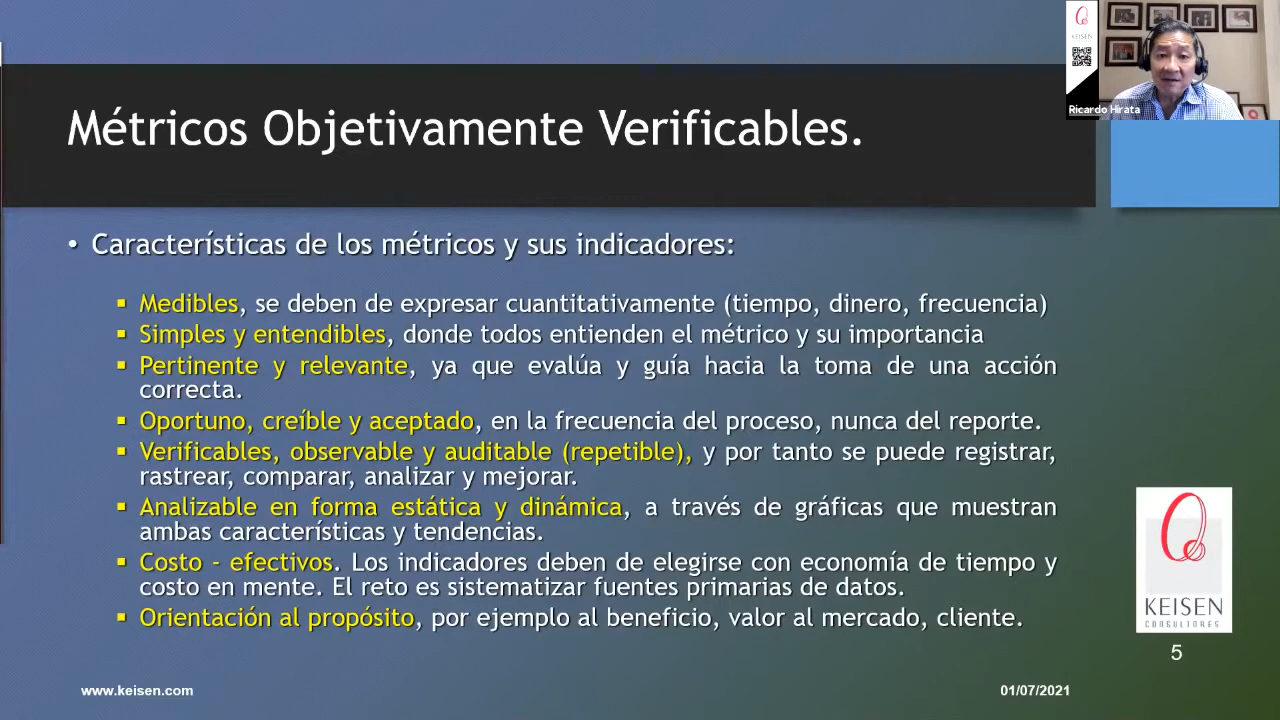 KEISEN
Ricardo Hirata
Métricos Objetivamente Verificables.
• Características de los métricos y sus indicadores:
▪ Medibles, se deben de expresar cuantitativamente (tiempo, dinero, frecuencia)
▪ Simples y entendibles, donde todos entienden el métrico y su importancia
▪ Pertinente y relevante, ya que evalúa y guía hacia la toma de una acción
correcta.
▪ Oportuno, creíble y aceptado, en la frecuencia del proceso, nunca del reporte.
▪ Verificables, observable y auditable (repetible), y por tanto se puede registrar,
rastrear, comparar, analizar y mejorar.
▪ Analizable en forma estática y dinámica, a través de gráficas que muestran
ambas características y tendencias.
▪ Costo - efectivos. Los indicadores deben de elegirse con economía de tiempo y
costo en mente. El reto es sistematizar fuentes primarias de datos.
▪ Orientación al propósito, por ejemplo al beneficio, valor al mercado, cliente.
KEISEN
CONSULTORES
5
www.keisen.com
01/07/2021